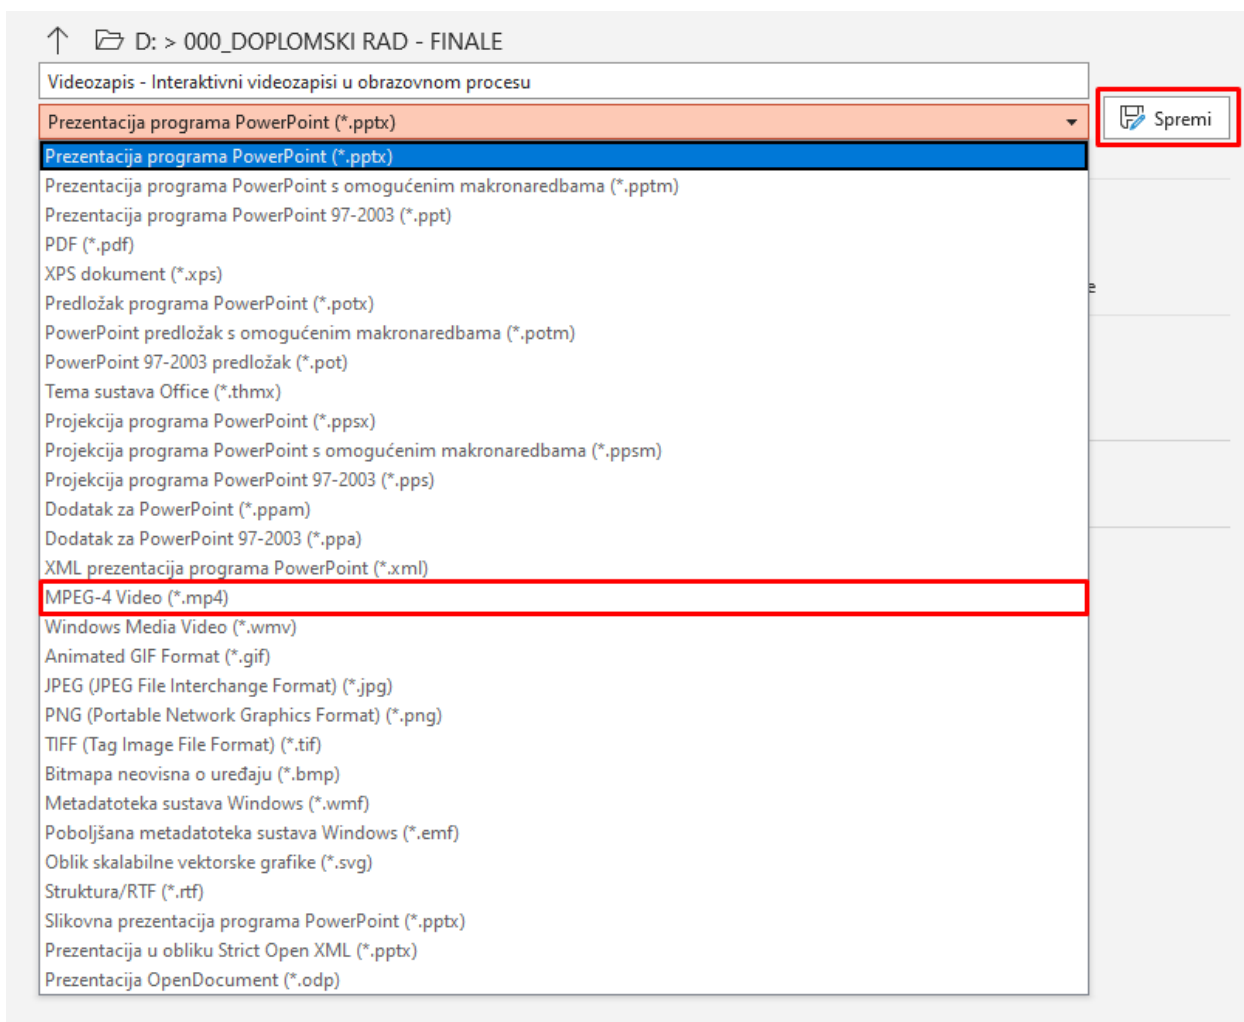 D: > 000_DOPLOMSKI RAD - FINALE
Videozapis - Interaktivni videozapisi u obrazovnom procesu
Prezentacija programa PowerPoint (*.pptx)
Spremi
Prezentacija programa PowerPoint (*.pptx)
Prezentacija programa PowerPoint s omogućenim makronaredbama (*.pptm)
Prezentacija programa PowerPoint 97-2003 (*.ppt)
PDF (*.pdf)
XPS dokument (*.xps)
Predložak programa PowerPoint (*.potx)
PowerPoint predložak s omogućenim makronaredbama (*.potm)
PowerPoint 97-2003 predložak (*.pot)
Tema sustava Office (*.thmx)
Projekcija programa PowerPoint (*.ppsx)
Projekcija programa PowerPoint s omogućenim makronaredbama (*.ppsm)
Projekcija programa PowerPoint 97-2003 (*.pps)
Dodatak za PowerPoint (*.ppam)
Dodatak za PowerPoint 97-2003 (*.ppa)
XML prezentacija programa PowerPoint (*.xml)
MPEG-4 Video (*.mp4)
Windows Media Video (*.wmv)
Animated GIF Format (*.gif)
JPEG (JPEG File Interchange Format) (*.jpg)
PNG (Portable Network Graphics Format) (*.png)
TIFF (Tag Image File Format) (*.tif)
Bitmapa neovisna o uređaju (*.bmp)
Metadatoteka sustava Windows (*.wmf)
Poboljšana metadatoteka sustava Windows (*.emf)
Oblik skalabilne vektorske grafike (*.svg)
Struktura/RTF (*.rtf)
Slikovna prezentacija programa PowerPoint (*.pptx)
Prezentacija u obliku Strict Open XML (*.pptx)
Prezentacija OpenDocument (*.odp)